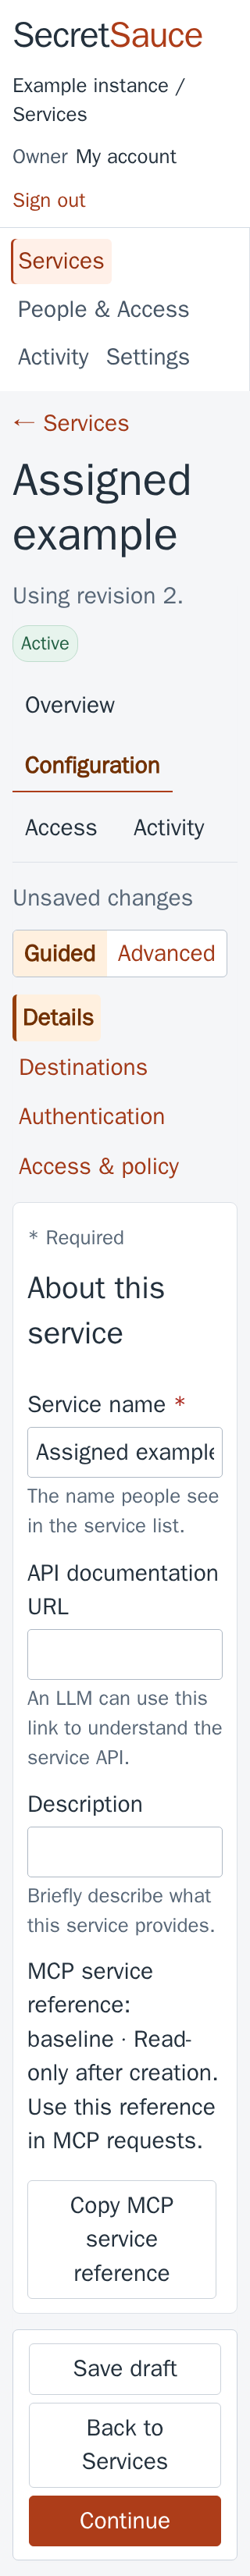 SecretSauce
Example instance /
Services
Owner My account
Sign out
Services
People & Access
Activity Settings
← Services
Assigned
example
Using revision 2.
Active
Overview
Configuration
Access Activity
Unsaved changes
Guided Advanced
Details
Destinations
Authentication
Access & policy
* Required
About this
service
Service name *
Assigned example
The name people see
in the service list.
API documentation
URL
An LLM can use this
link to understand the
service API.
Description
Briefly describe what
this service provides.
MCP service
reference:
baseline · Read-
only after creation.
Use this reference
in MCP requests.
Copy MCP
service
reference
Save draft
Back to
Services
Continue